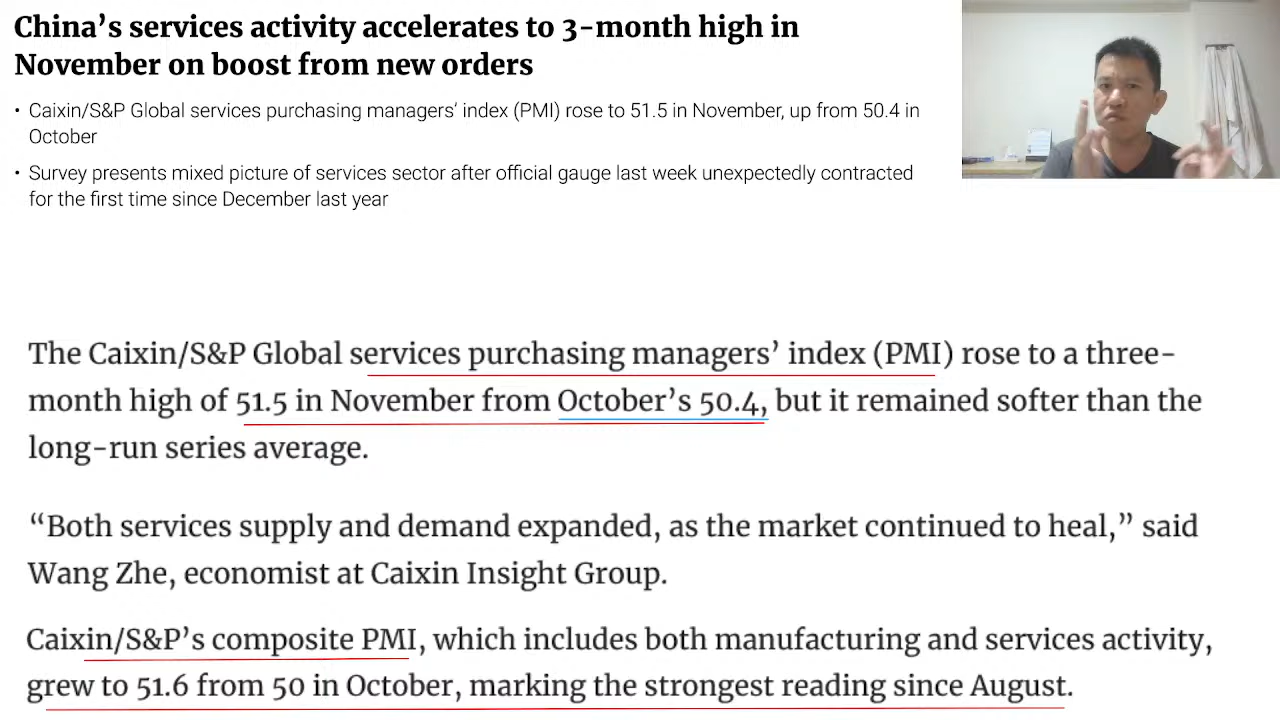 China’s services activity accelerates to 3-month high in
November on boost from new orders
• Caixin/S&P Global services purchasing managers’ index (PMI) rose to 51.5 in November, up from 50.4 in
October
• Survey presents mixed picture of services sector after official gauge last week unexpectedly contracted
for the first time since December last year
The Caixin/S&P Global services purchasing managers’ index (PMI) rose to a three-
month high of 51.5 in November from October’s 50.4, but it remained softer than the
long-run series average.
“Both services supply and demand expanded, as the market continued to heal,” said
Wang Zhe, economist at Caixin Insight Group.
Caixin/S&P’s composite PMI, which includes both manufacturing and services activity,
grew to 51.6 from 50 in October, marking the strongest reading since August.